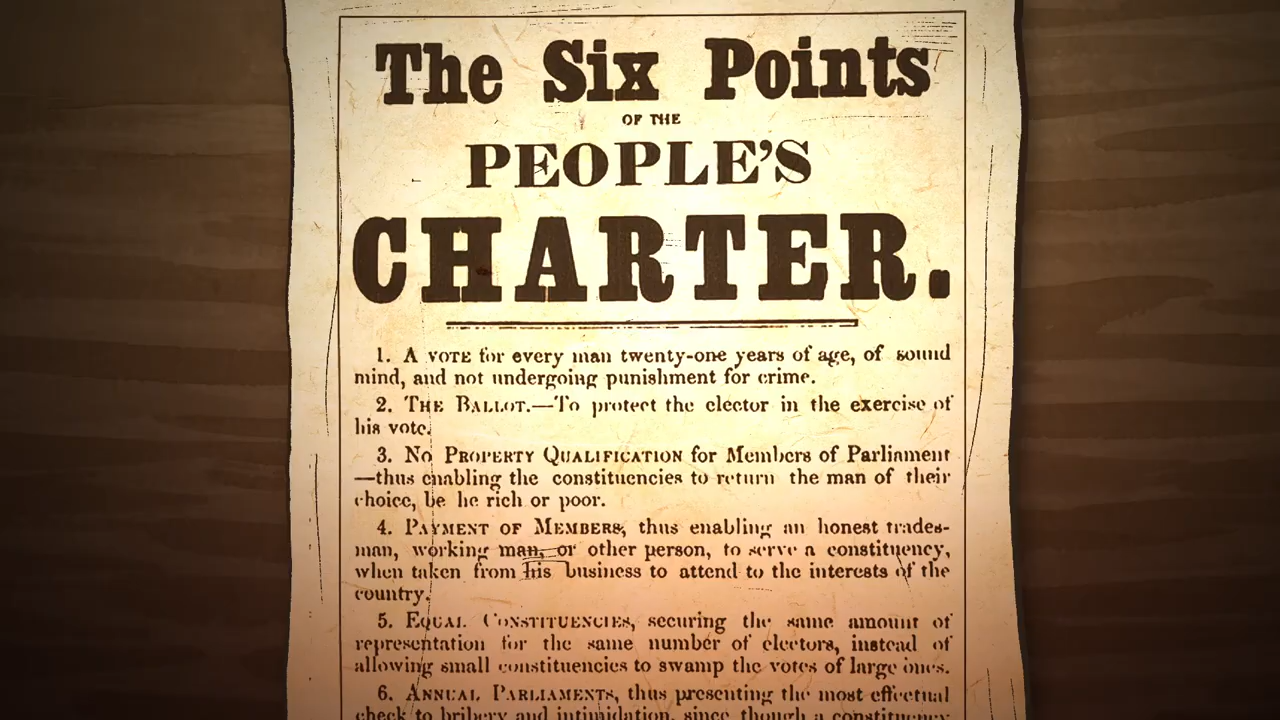 The Six Points
OF THE
PEOPLE'S
CHARTER.
1. A VOTE for every man twenty-one years of age, of sound
mind, and not undergoing punishment for crime.
2. THE BALLOT.—To protect the elector in the exercise of
his vote.
3. No PROPERTY QUALIFICATION for Members of Parliament
—thus enabling the constituencies to return the man of their
choice, be he rich or poor.
4. PAYMENT OF MEMBERS, thus enabling an honest trades-
man, working man, or other person, to serve a constituency,
when taken from his business to attend to the interests of the
country.
5. EQUAL CONSTITUENCIES, securing the same amount of
representation for the same number of electors, instead of
allowing small constituencies to swamp the votes of large ones.
6. ANNUAL PARLIAMENTS, thus presenting the most effectual
check to bribery and intimidation, since though a constituency